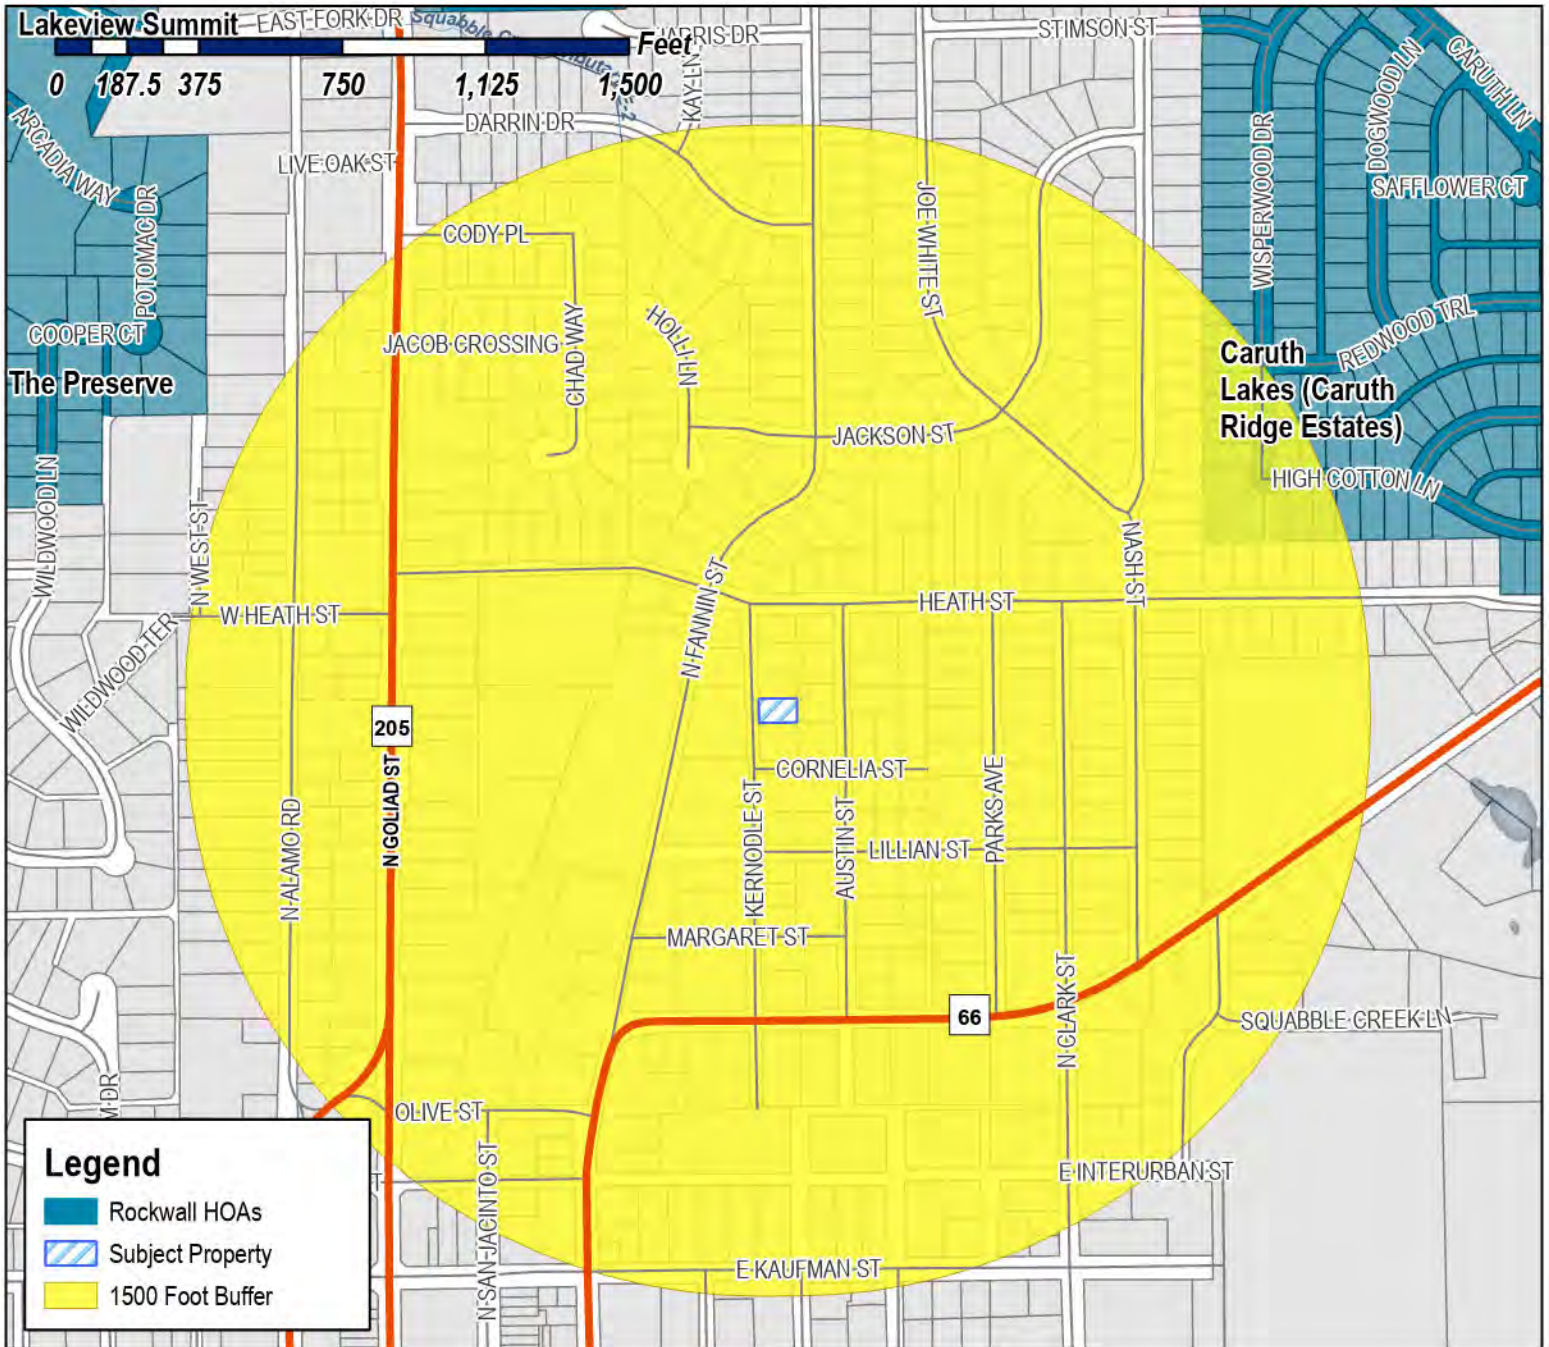 Lakeview Summit
EAST FORK DR
Squabble
HARRIS DR
STIMSON ST
Feet
0 187.5 375 750 1,125 1,500
KAY LN
DOGWOOD LN
CARUTH LN
DARRIN DR
ARCADIA WAY
LIVE OAK ST
WISPERWOOD DR
SAFFLOWER CT
POTOMAC DR
JOE WHITE ST
CODY PL
COOPER CT
JACOB CROSSING
CHAD WAY
HOLLI LN
REDWOOD TRL
The Preserve
Caruth
Lakes (Caruth
Ridge Estates)
JACKSON ST
HIGH COTTON LN
WILDWOOD LN
N WEST ST
NASH ST
N FANNIN ST
HEATH ST
W HEATH ST
WILDWOOD TER
205
N GOLIAD ST
CORNELIA ST
N ALAMO RD
KERNODLE ST
AUSTIN ST
PARKS AVE
LILLIAN ST
MARGARET ST
N CLARK ST
66
SQUABBLE CREEK LN
M DR
OLIVE ST
N SAN JACINTO ST
E INTERURBAN ST
E KAUFMAN ST
Legend
Rockwall HOAs
Subject Property
1500 Foot Buffer